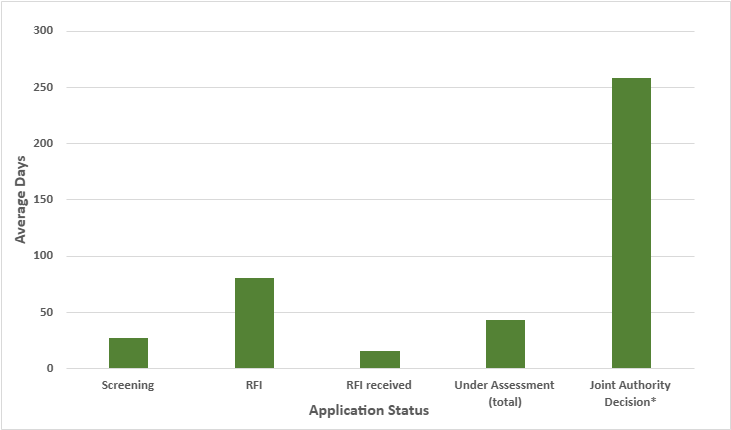 300
250
200
150
100
50
0
Average Days
Screening
RFI
RFI received
Under Assessment
(total)
Joint Authority
Decision*
Application Status